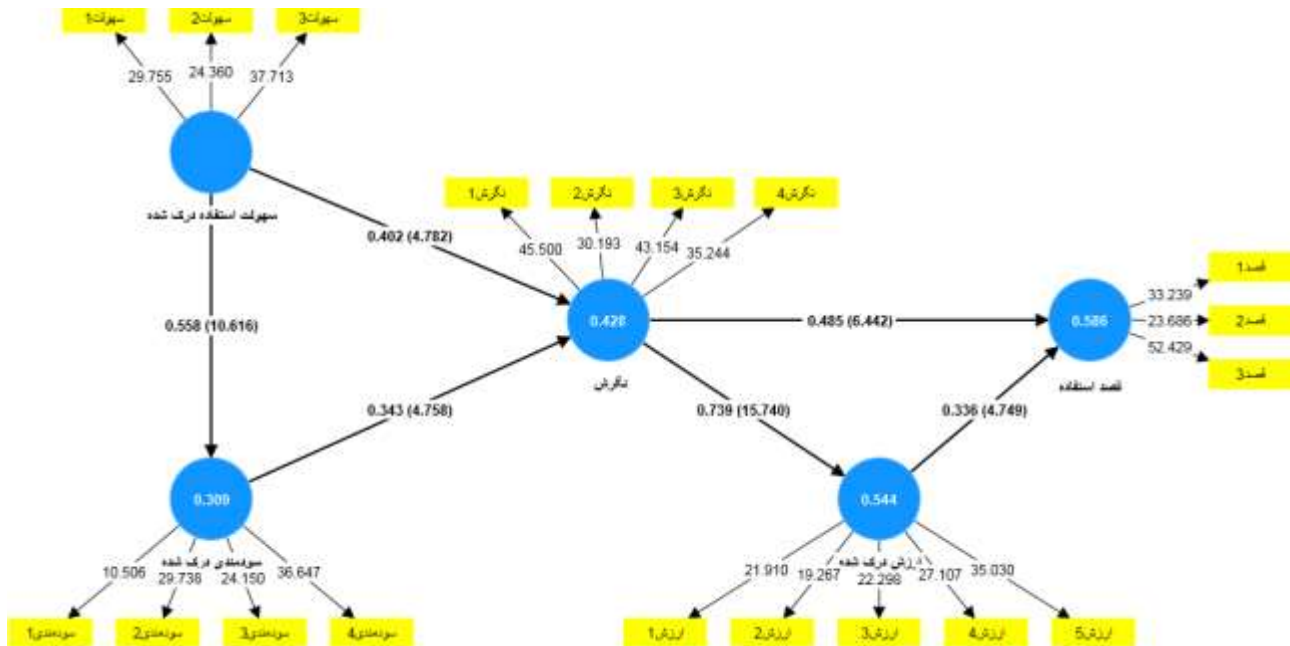 سهولت1
سهولت2
سهولت3
29.755
24.360
37.713
سهولت استفاده درک شده
0.402 (4.782)
0.558 (10.616)
نگرش1
نگرش2
نگرش3
نگرش4
45.500
30.193
43.154
35.244
0.428
نگرش
0.485 (6.442)
0.586
قصد استفاده
33.239
23.686
52.429
قصد1
قصد2
قصد3
0.343 (4.758)
0.739 (15.740)
0.336 (4.749)
0.309
سودمندی درک شده
10.506
29.738
24.150
36.647
سودمندی1
سودمندی2
سودمندی3
سودمندی4
0.544
ارزش درک شده
21.910
19.267
22.298
27.107
35.030
ارزش1
ارزش2
ارزش3
ارزش4
ارزش5